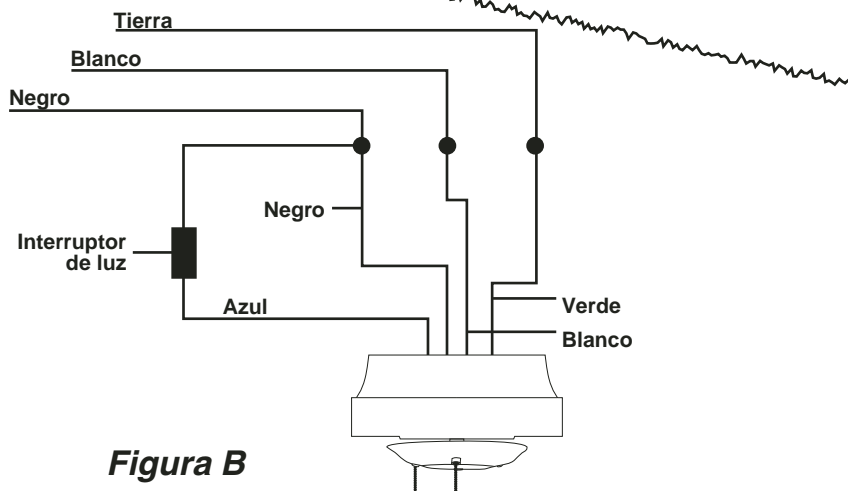 Tierra
Blanco
Negro
Negro
Interruptor
de luz
Azul
Verde
Blanco
Figura B